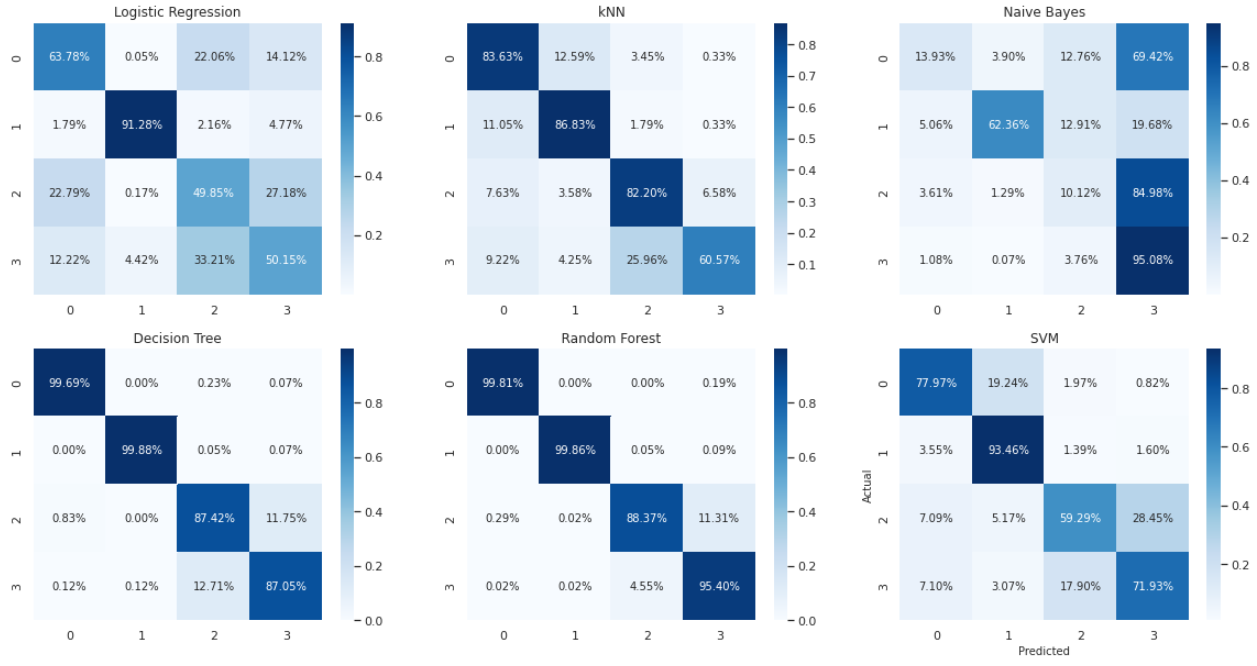 Logistic Regression
0 63.78% 0.05% 22.06% 14.12%
1 1.79% 91.28% 2.16% 4.77%
2 22.79% 0.17% 49.85% 27.18%
3 12.22% 4.42% 33.21% 50.15%
0 1 2 3
0.8
0.6
0.4
0.2
kNN
0 83.63% 12.59% 3.45% 0.33%
1 11.05% 86.83% 1.79% 0.33%
2 7.63% 3.58% 82.20% 6.58%
3 9.22% 4.25% 25.96% 60.57%
0 1 2 3
0.8
0.7
0.6
0.5
0.4
0.3
0.2
0.1
Naive Bayes
0 13.93% 3.90% 12.76% 69.42%
1 5.06% 62.36% 12.91% 19.68%
2 3.61% 1.29% 10.12% 84.98%
3 1.08% 0.07% 3.76% 95.08%
0 1 2 3
0.8
0.6
0.4
0.2
Decision Tree
0 99.69% 0.00% 0.23% 0.07%
1 0.00% 99.88% 0.05% 0.07%
2 0.83% 0.00% 87.42% 11.75%
3 0.12% 0.12% 12.71% 87.05%
0 1 2 3
0.8
0.6
0.4
0.2
0.0
Random Forest
0 99.81% 0.00% 0.00% 0.19%
1 0.00% 99.86% 0.05% 0.09%
2 0.29% 0.02% 88.37% 11.31%
3 0.02% 0.02% 4.55% 95.40%
0 1 2 3
0.8
0.6
0.4
0.2
0.0
SVM
Actual
0 77.97% 19.24% 1.97% 0.82%
1 3.55% 93.46% 1.39% 1.60%
2 7.09% 5.17% 59.29% 28.45%
3 7.10% 3.07% 17.90% 71.93%
0 1 2 3
Predicted
0.8
0.6
0.4
0.2